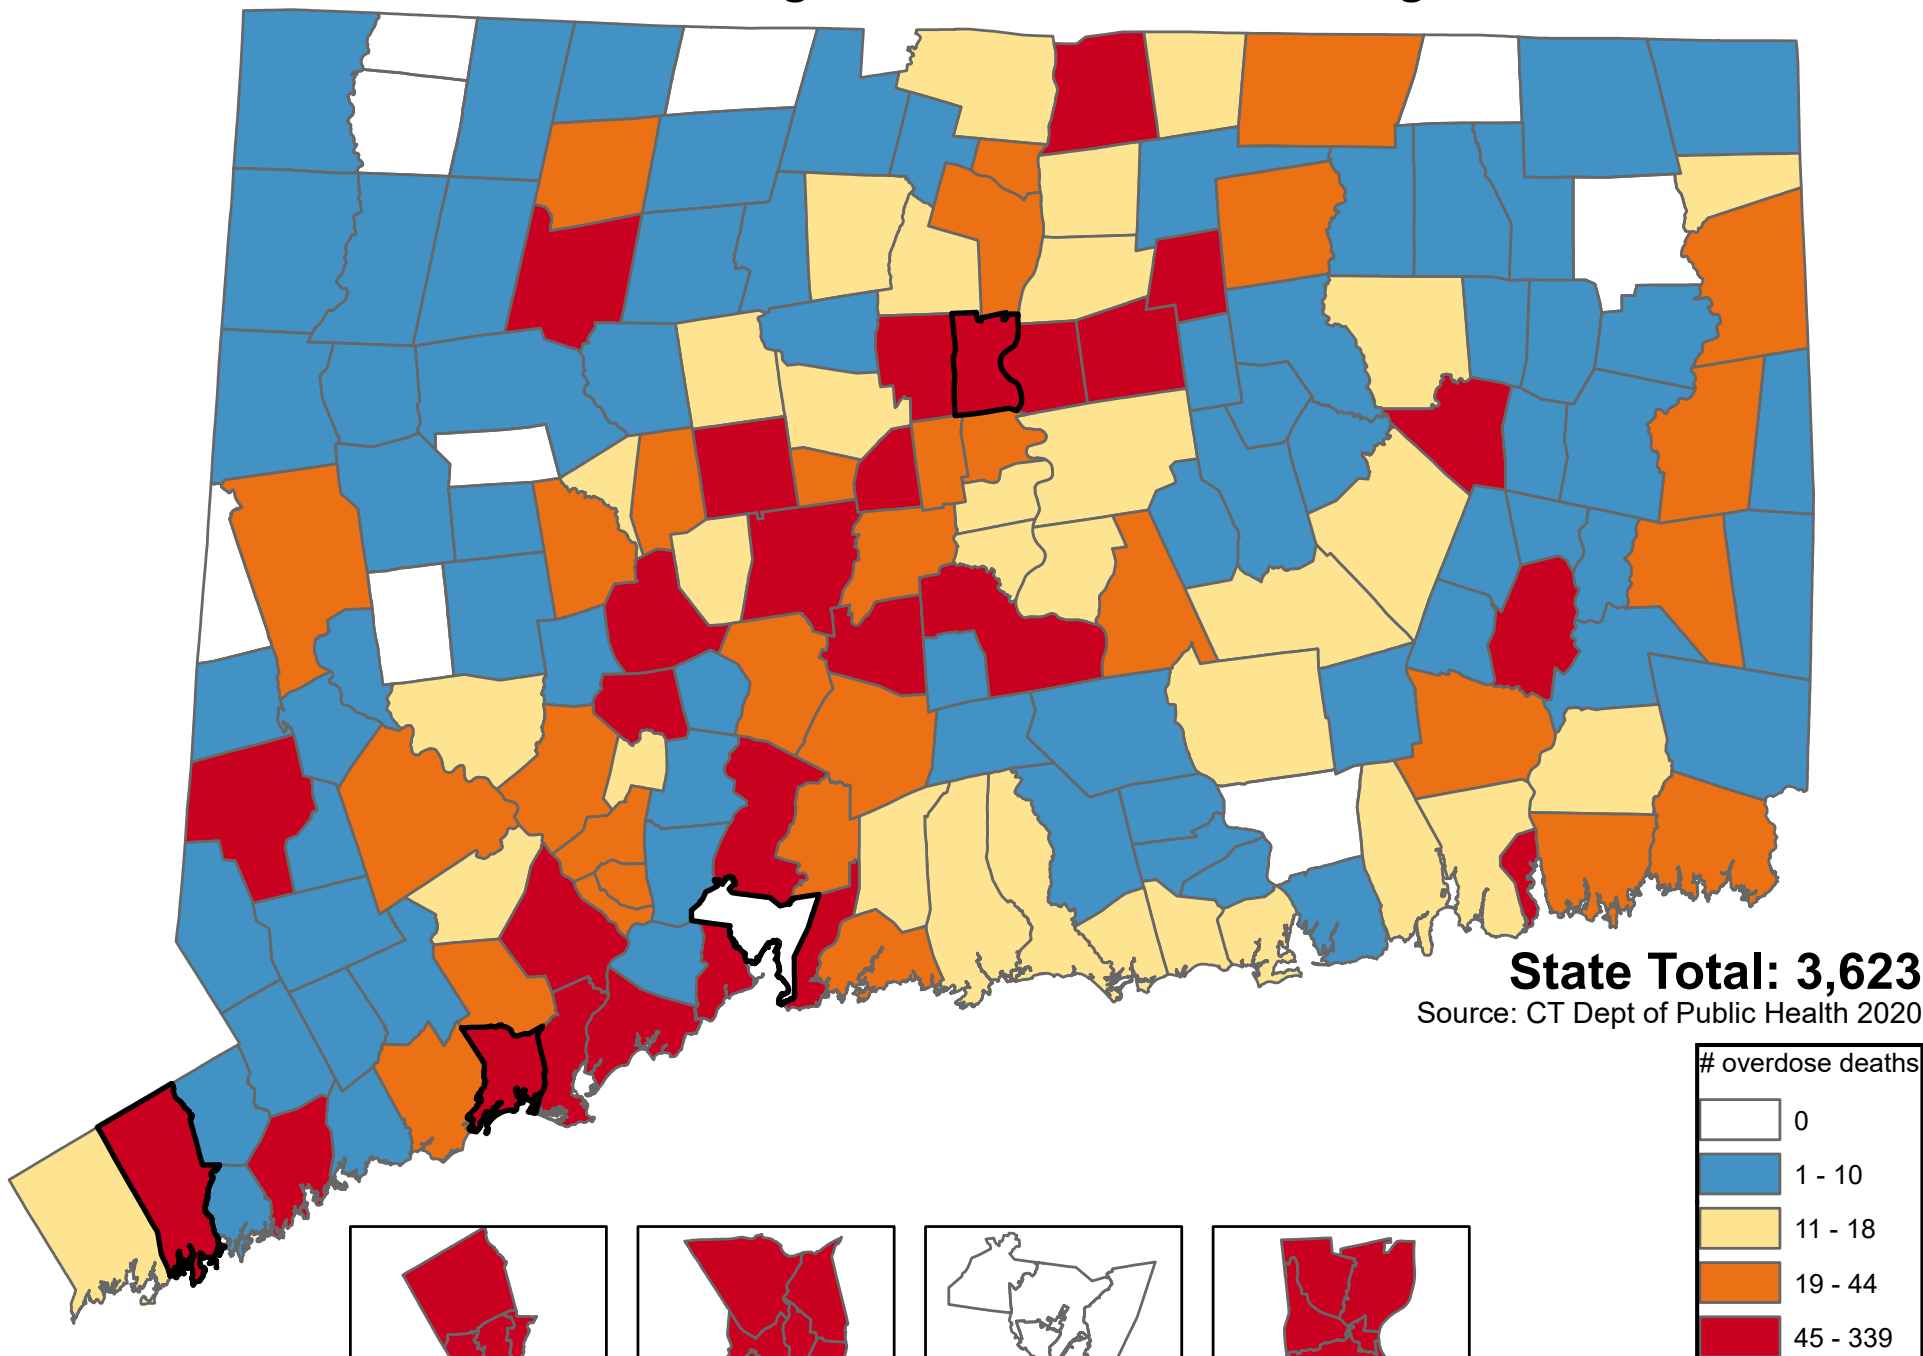 State Total: 3,623
Source: CT Dept of Public Health 2020
# overdose deaths
0
1 - 10
11 - 18
19 - 44
45 - 339